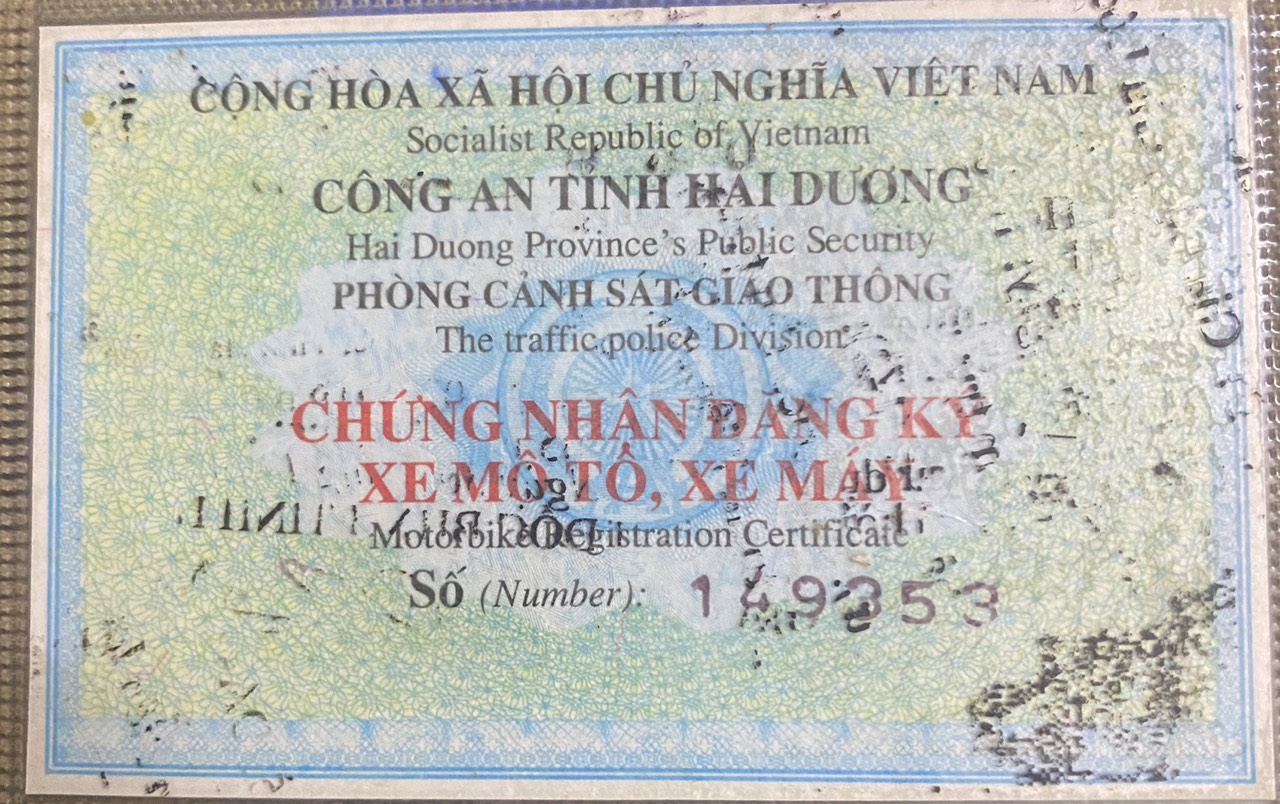 CỘNG HÒA XÃ HỘI CHỦ NGHĨA VIỆT NAM
Socialist Republic of Vietnam
CÔNG AN TỈNH HẢI DƯƠNG
Hai Duong Province's Public Security
PHÒNG CẢNH SÁT GIAO THÔNG
The traffic police Division
CHỨNG NHẬN ĐĂNG KÝ
XE MÔ TÔ, XE MÁY
Motorbike Registration Certificate
Số (Number): 149353